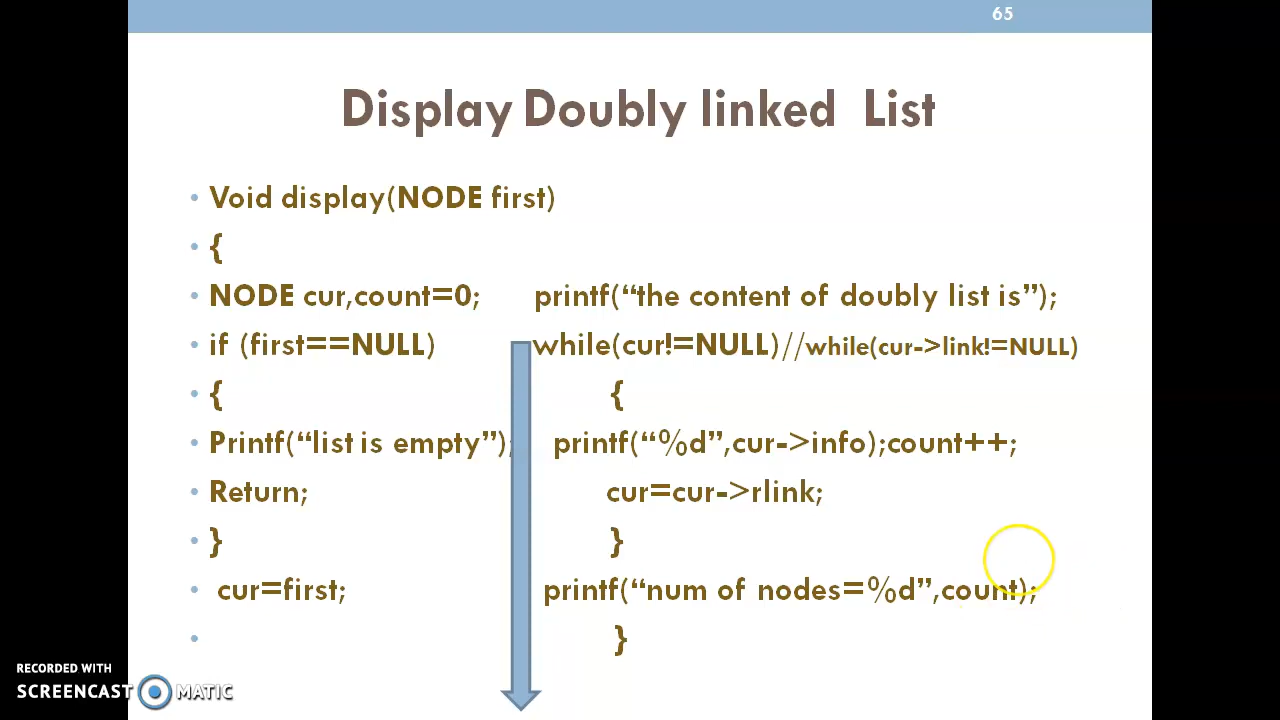 65
Display Doubly linked List
• Void display(NODE first)
• {
• NODE cur,count=0;
• if (first==NULL)
• {
• Printf(“list is empty”);
• Return;
• }
• cur=first;
•
printf(“the content of doubly list is”);
while(cur!=NULL)//while(cur->link!=NULL)
{
printf(“%d”,cur->info);count++;
cur=cur->rlink;
}
printf(“num of nodes=%d”,count);
}
RECORDED WITH
SCREENCAST MATIC